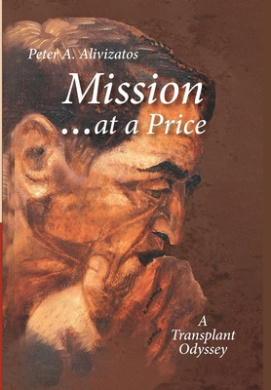 Peter A. Alivizatos
Mission
...at a Price
A
Transplant
Odyssey